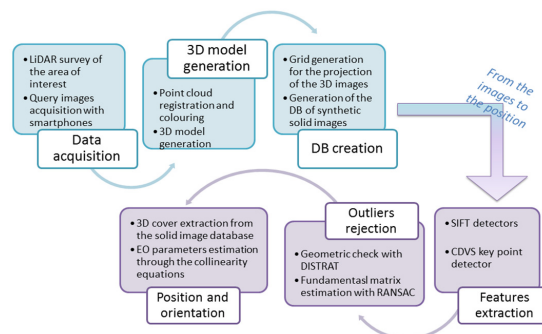 3D model
generation
• LiDAR survey of
the area of
interest
• Query images
acquisition with
smartphones
Data
acquisition
• Point cloud
registration and
colouring
• 3D model
generation
• Grid generation
for the projection
of the 3D images
• Generation of the
DB of synthetic
solid images
DB creation
From the
images to
the position
• SIFT detectors
• CDVS key point
detector
Features
extraction
Outliers
rejection
• Geometric check with
DISTRAT
• Fundamentasl matrix
estimation with RANSAC
• 3D cover extraction from
the solid image database
• EO parameters estimation
through the collinearity
equations
Position and
orientation